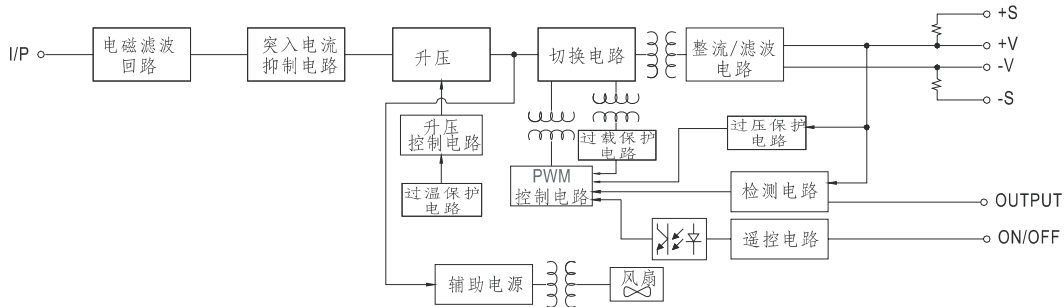 +S
I/P
电磁滤波
回路
突入电流
抑制电路
升压
切换电路
整流/滤波
电路
+V
-V
-S
升压
控制电路
过载保护
电路
过压保护
电路
过温保护
电路
PWM
控制电路
检测电路
OUTPUT
遥控电路
ON/OFF
辅助电源
风扇